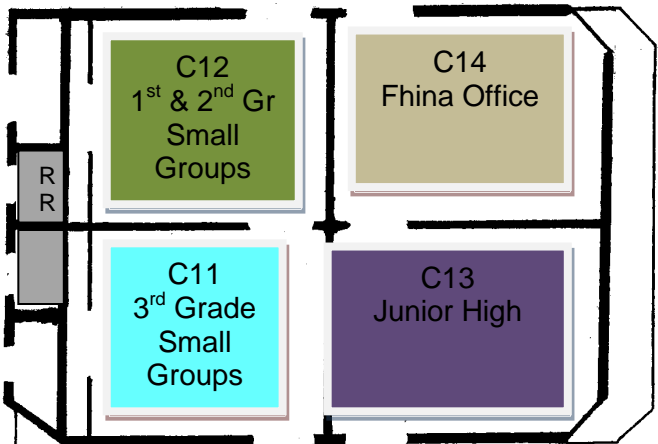 C12
1st & 2nd Gr
Small
Groups
C14
Fhina Office
R
R
C11
3rd Grade
Small
Groups
C13
Junior High